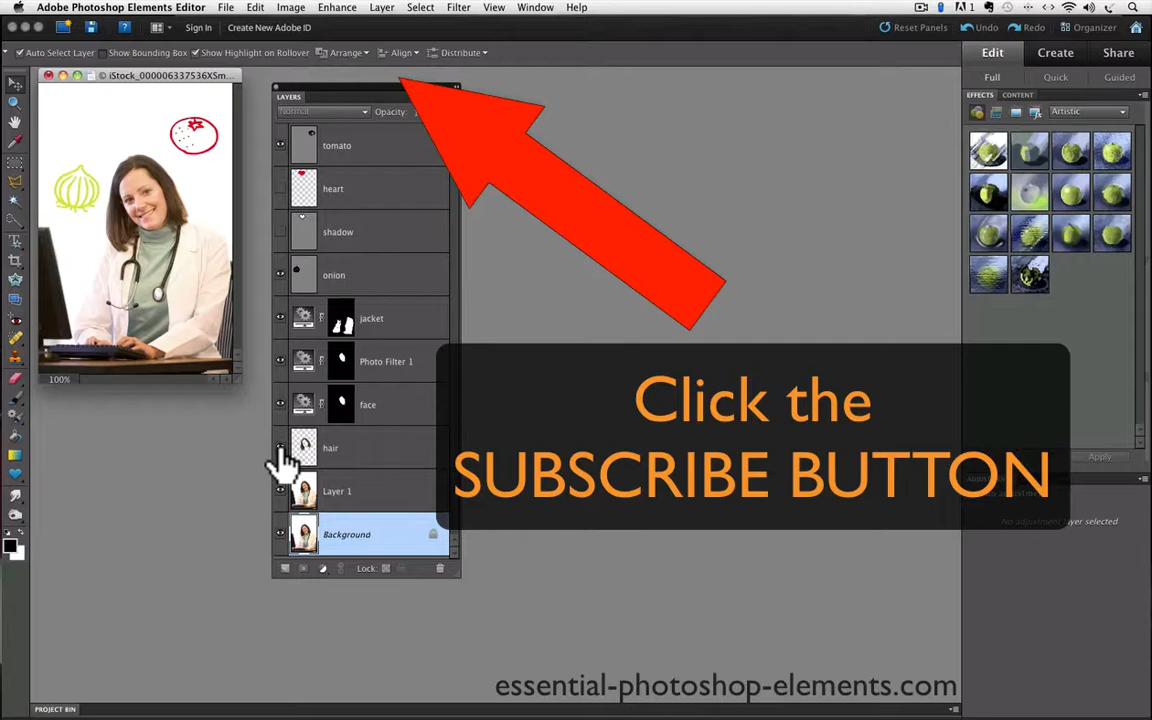 Adobe Photoshop Elements Editor File Edit Image Enhance Layer Select Filter View Window Help
Sign In Create New Adobe ID
Reset Panels Undo Redo Organizer
Auto Select Layer Show Bounding Box Show Highlight on Rollover Arrange Align Distribute
Edit Create Share
Full Quick Guided
© iStock_000006337536XSm...
LAYERS
Normal Opacity:
EFFECTS CONTENT
Artistic
tomato
heart
shadow
onion
jacket
Photo Filter 1
face
hair
Layer 1
Background
Lock:
100%
Click the
SUBSCRIBE BUTTON
Apply
adjustment layer selected
essential-photoshop-elements.com
PROJECT BIN